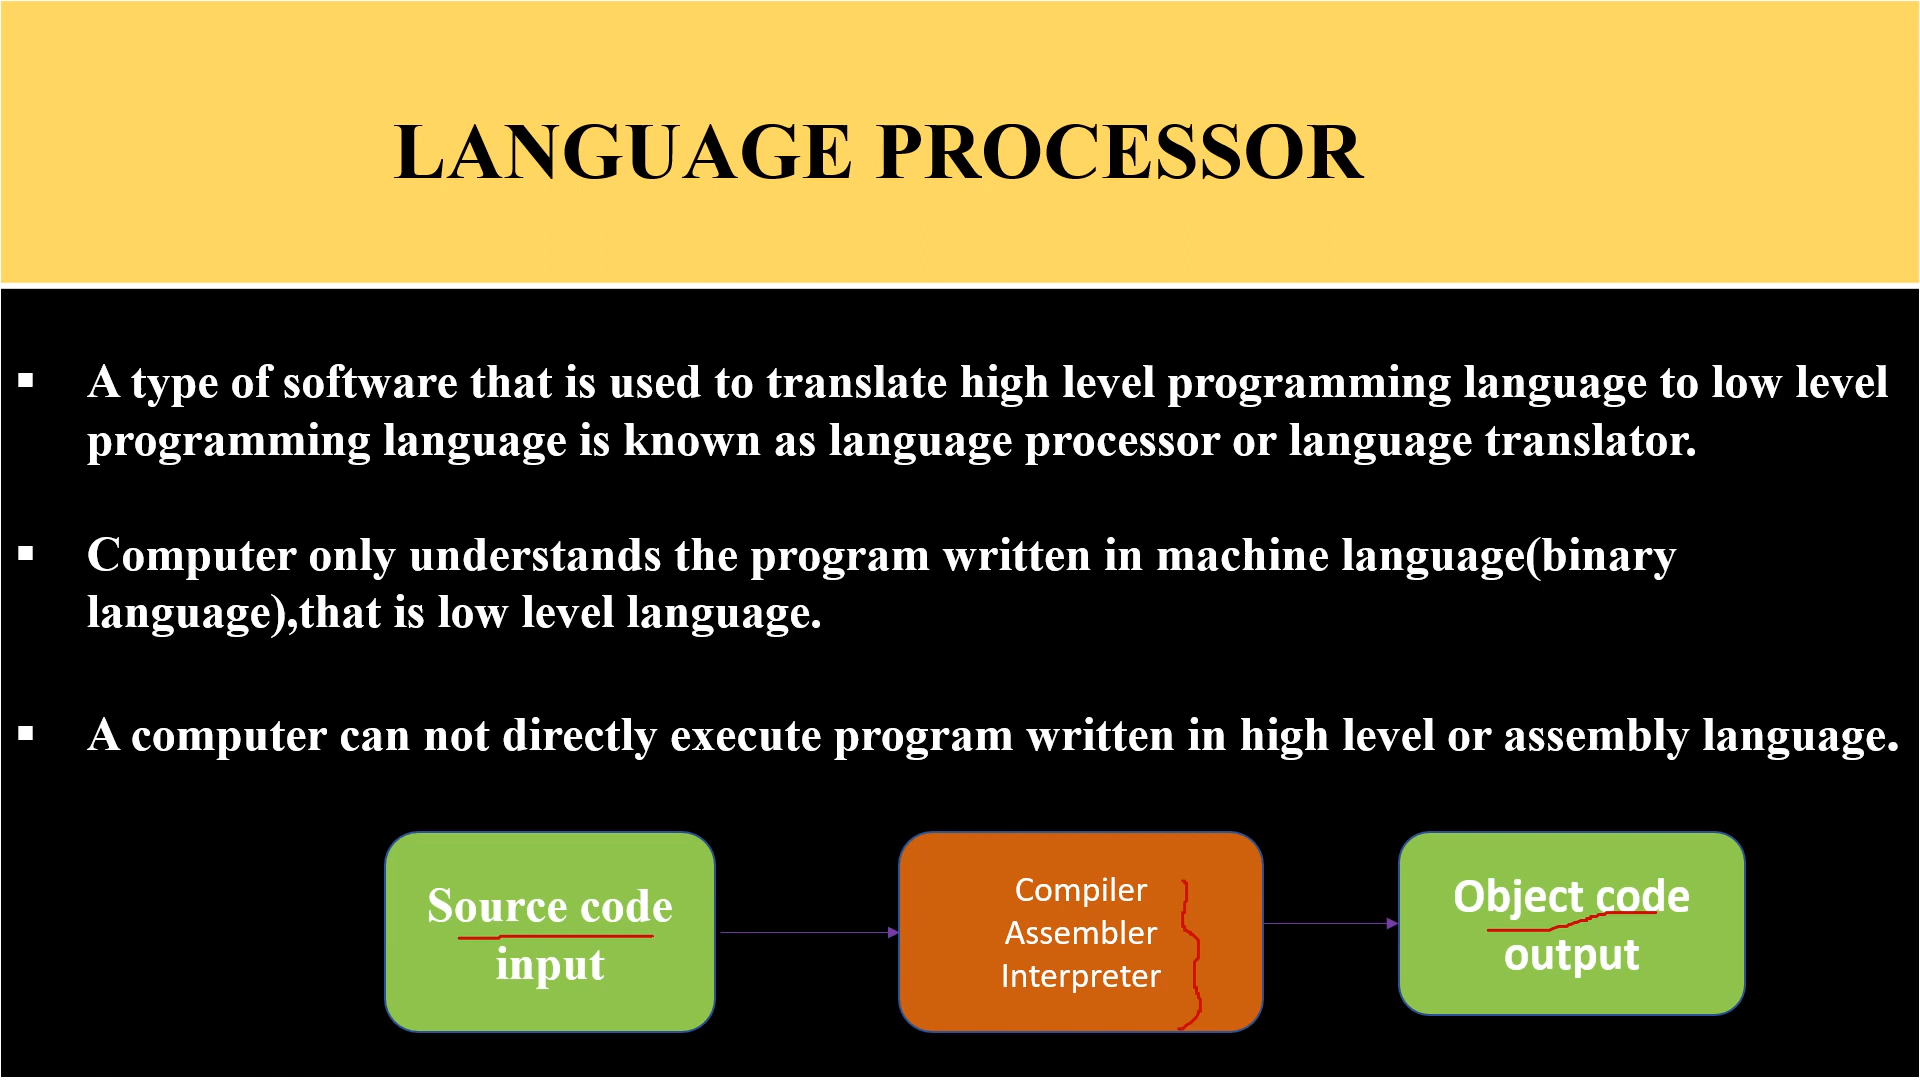 LANGUAGE PROCESSOR
▪ A type of software that is used to translate high level programming language to low level
programming language is known as language processor or language translator.
▪ Computer only understands the program written in machine language(binary
language),that is low level language.
▪ A computer can not directly execute program written in high level or assembly language.
Source code
input
Compiler
Assembler
Interpreter
Object code
output